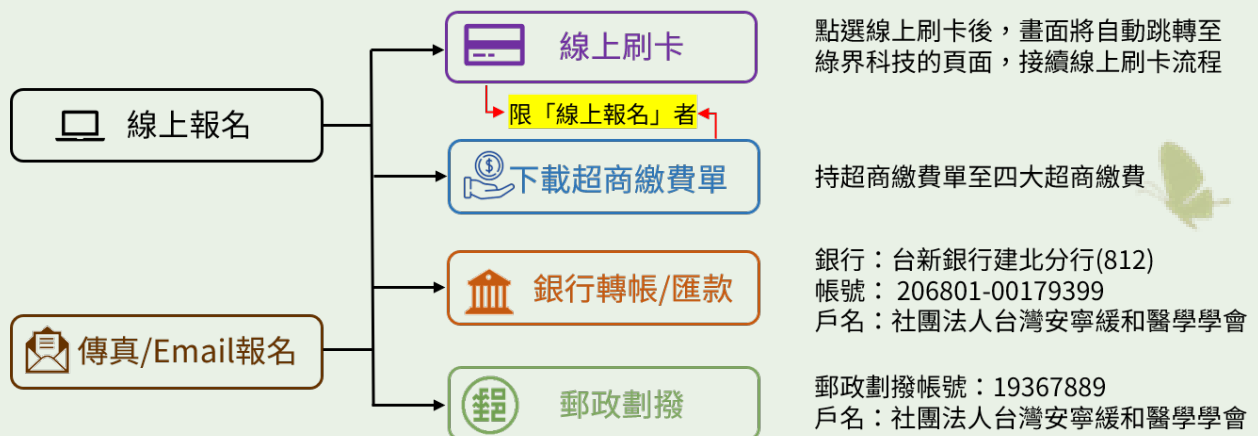 線上報名
傳真/Email報名
線上刷卡
限「線上報名」者
下載超商繳費單
銀行轉帳/匯款
郵
郵政劃撥
點選線上刷卡後，畫面將自動跳轉至
綠界科技的頁面，接續線上刷卡流程
持超商繳費單至四大超商繳費
銀行：台新銀行建北分行(812)
帳號： 206801-00179399
戶名：社團法人台灣安寧緩和醫學學會
郵政劃撥帳號：19367889
戶名：社團法人台灣安寧緩和醫學學會